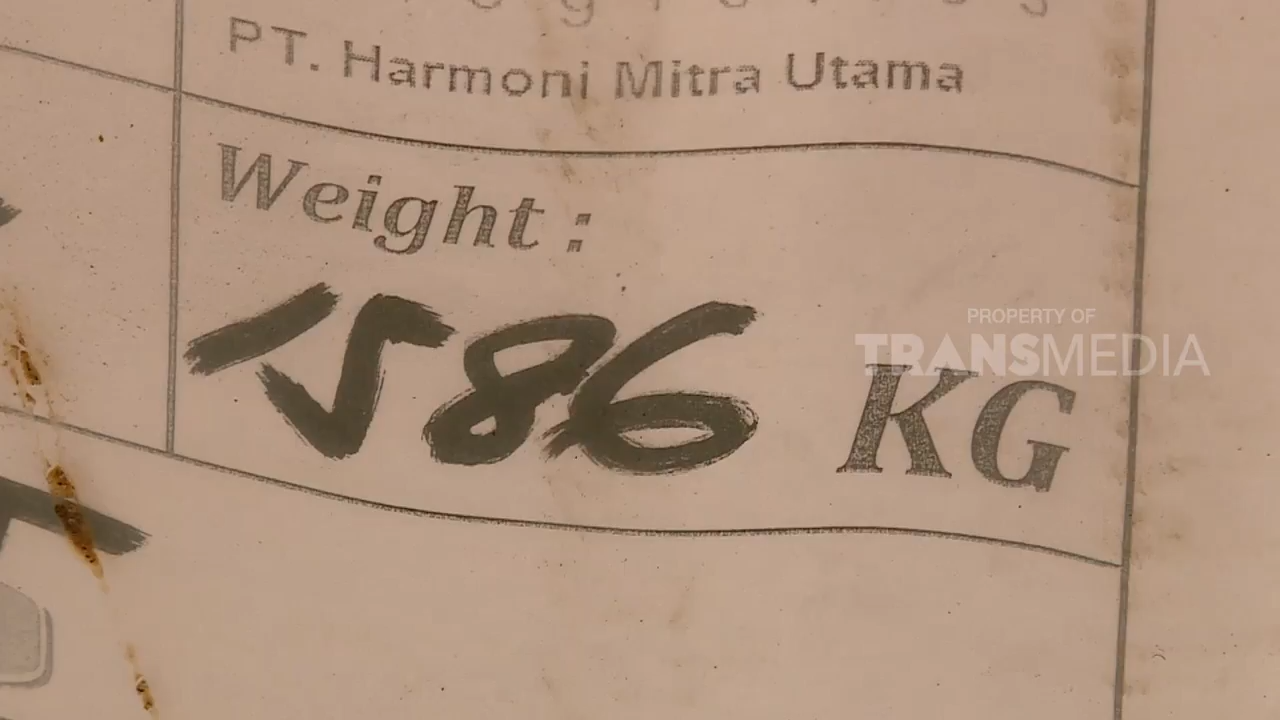 PT. Harmoni Mitra Utama
Weight :
586 KG
PROPERTY OF
TRANSMEDIA